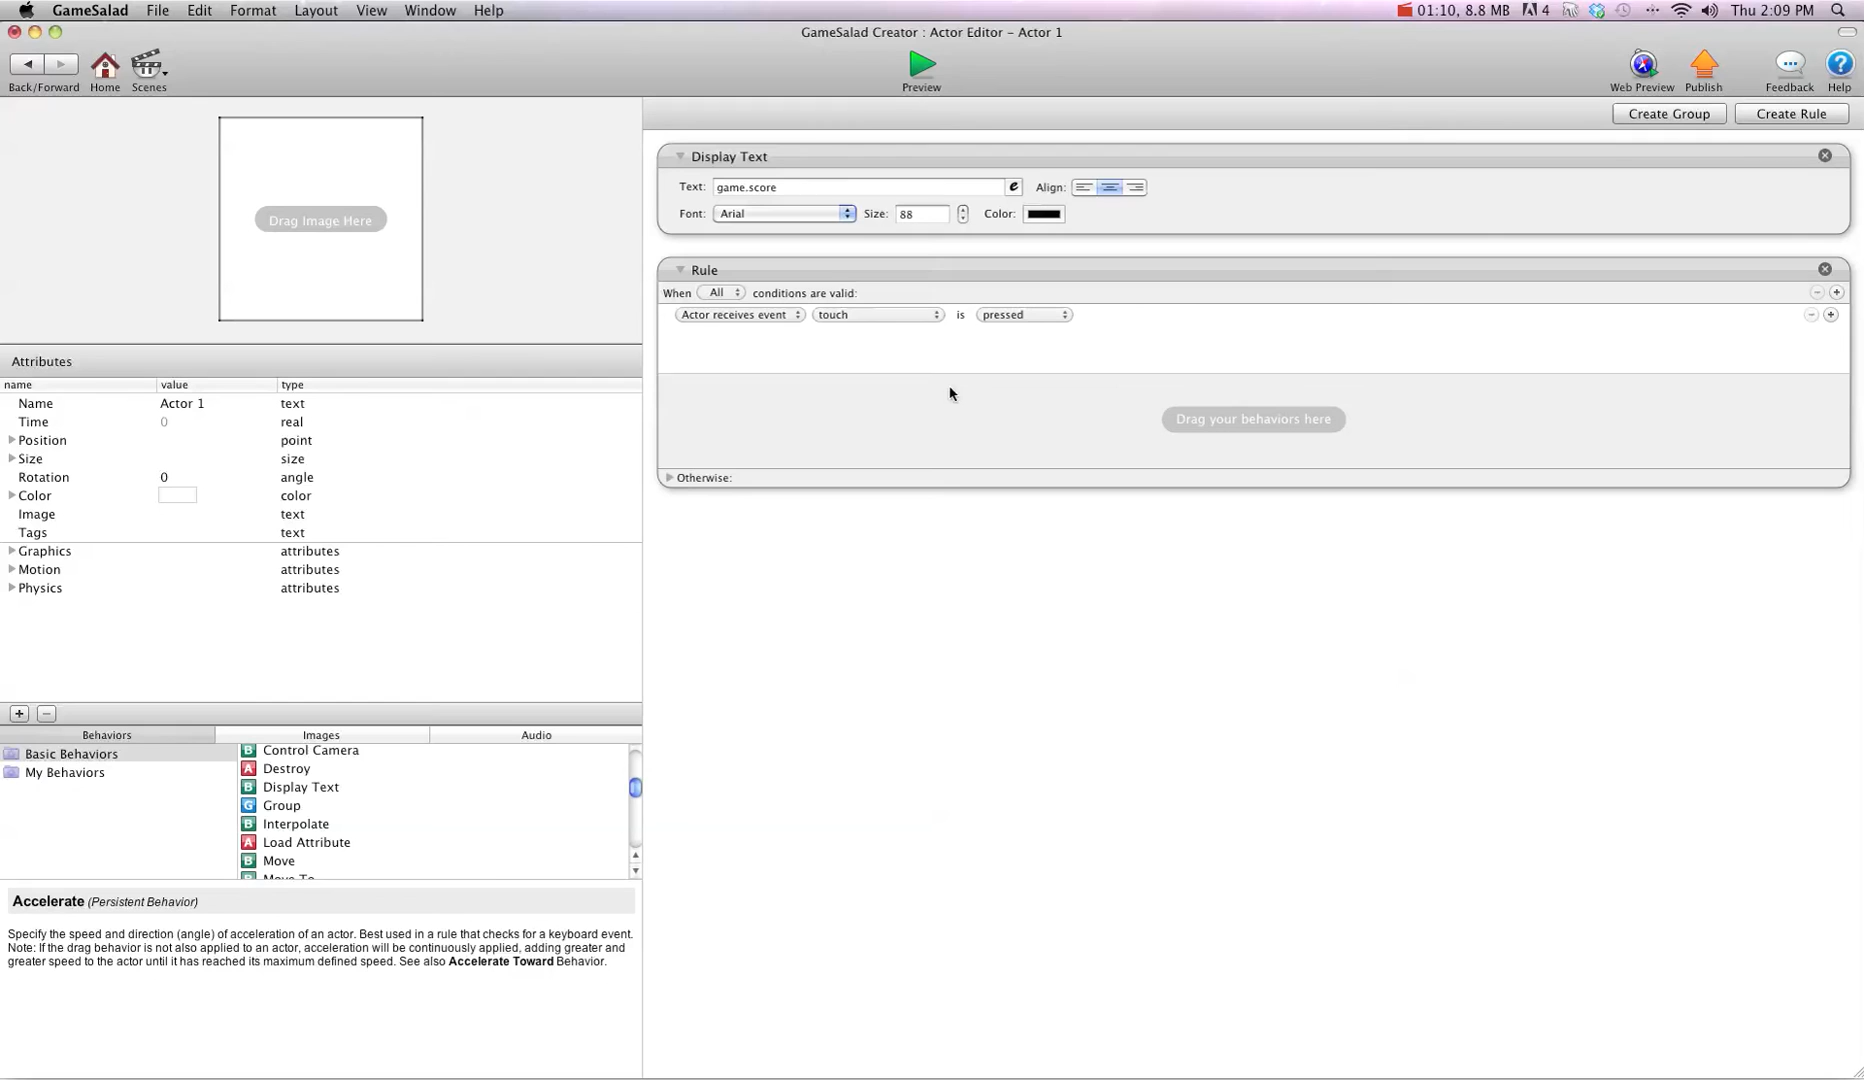 GameSalad File Edit Format Layout View Window Help 01:10, 8.8 MB 4 Thu 2:09 PM
GameSalad Creator : Actor Editor – Actor 1
Back/Forward Home Scenes Preview Web Preview Publish Feedback Help
Create Group Create Rule
Drag Image Here
Display Text
Text: game.score Align:
Font: Arial Size: 88 Color:
Rule
When All conditions are valid:
Actor receives event touch is pressed
Drag your behaviors here
Otherwise:
Attributes
name value type
Name Actor 1 text
Time 0 real
Position point
Size size
Rotation 0 angle
Color color
Image text
Tags text
Graphics attributes
Motion attributes
Physics attributes
Behaviors Images Audio
Basic Behaviors
My Behaviors
Control Camera
Destroy
Display Text
Group
Interpolate
Load Attribute
Move
Move To
Accelerate (Persistent Behavior)
Specify the speed and direction (angle) of acceleration of an actor. Best used in a rule that checks for a keyboard event.
Note: If the drag behavior is not also applied to an actor, acceleration will be continuously applied, adding greater and
greater speed to the actor until it has reached its maximum defined speed. See also Accelerate Toward Behavior.